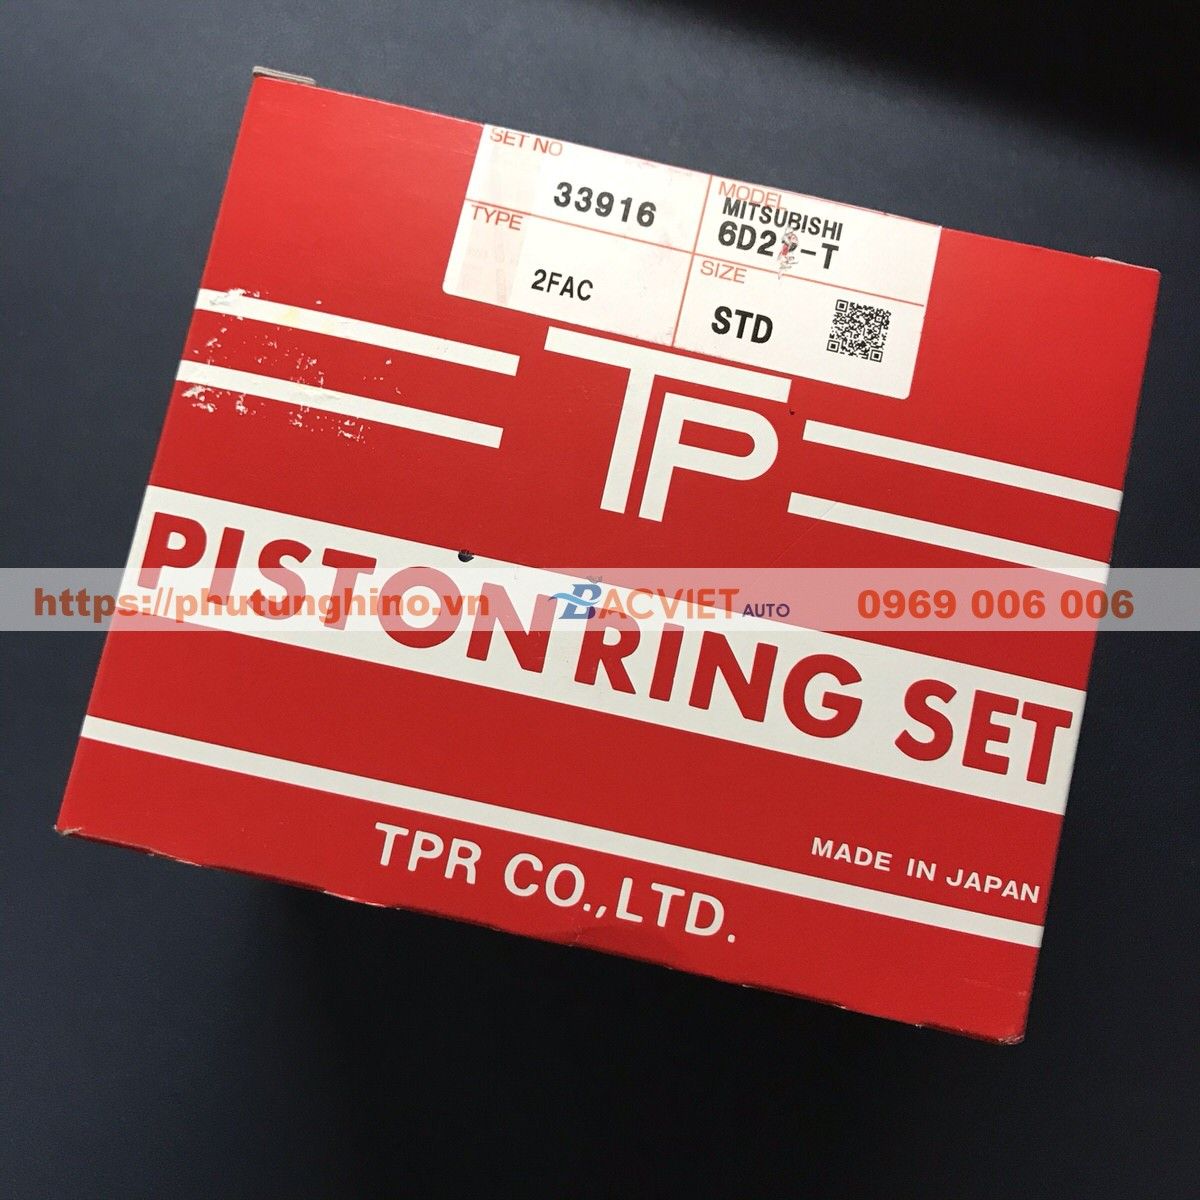 SET NO
33916
MODEL
MITSUBISHI
TYPE
2FAC
SIZE
STD
TP
PISTON RING SET
https://phutunghino.vn
BACVIET AUTO
0969 006 006
MADE IN JAPAN
TPR CO.,LTD.